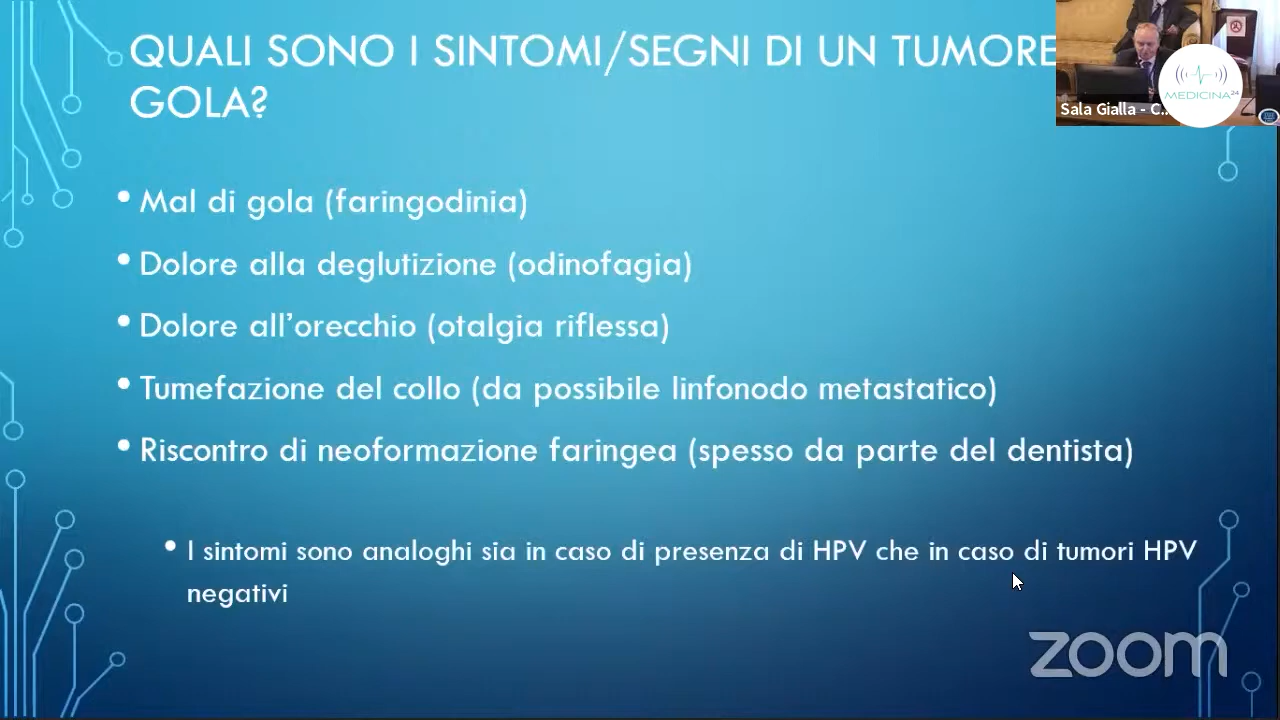 QUALI SONO I SINTOMI/SEGNI DI UN TUMORE
GOLA?
Sala Gialla - C...
MEDICINA24
• Mal di gola (faringodinia)
• Dolore alla deglutizione (odinofagia)
• Dolore all’orecchio (otalgia riflessa)
• Tumefazione del collo (da possibile linfonodo metastatico)
• Riscontro di neoformazione faringea (spesso da parte del dentista)
• I sintomi sono analoghi sia in caso di presenza di HPV che in caso di tumori HPV
negativi
zoom